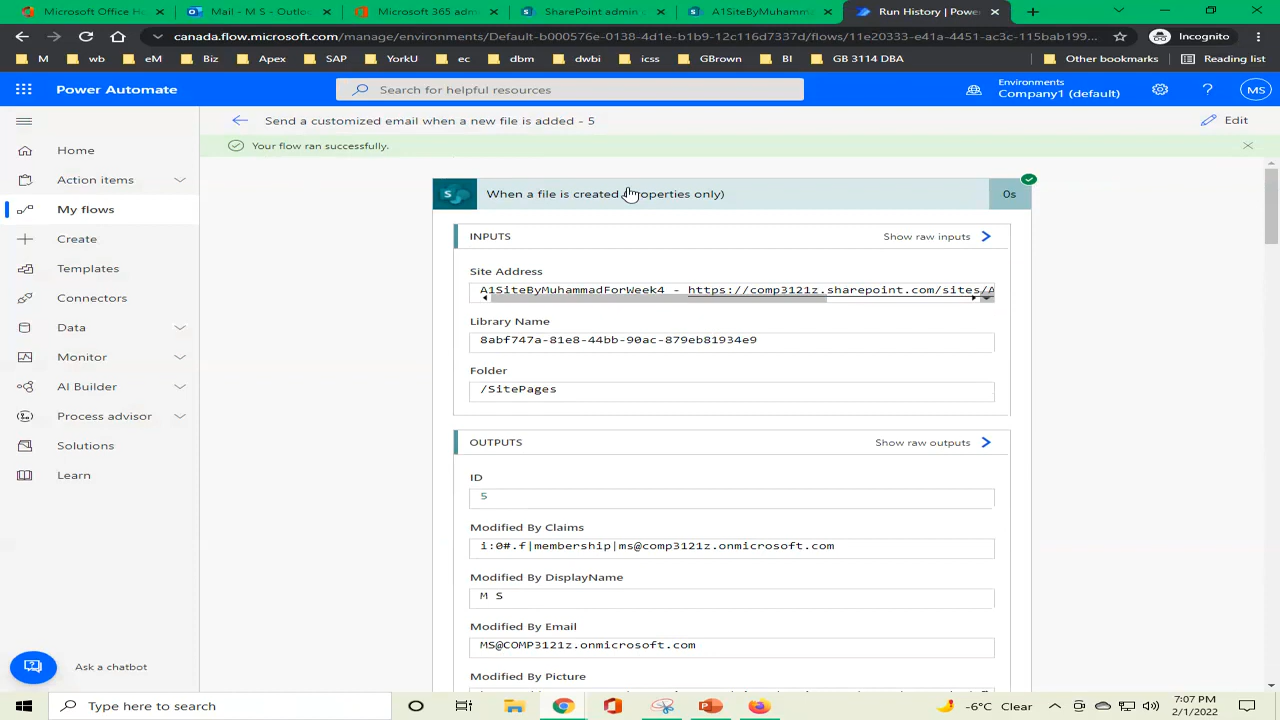 Microsoft Office H
Mail - M S - Outlo
Microsoft 365 adm
SharePoint admin c
A1SiteByMuhamm
Run History | Powe
canada.flow.microsoft.com/manage/environments/Default-b000576e-0138-4d1e-b1b9-12c116d7337d/flows/11e20333-e41a-4451-ac3c-115bab199...
Incognito
M
wb
eM
Biz
Apex
SAP
YorkU
ec
dbm
dwbi
icss
GBrown
BI
GB 3114 DBA
Other bookmarks
Reading list
Power Automate
Search for helpful resources
Environments
Company1 (default)
MS
Send a customized email when a new file is added - 5
Edit
Your flow ran successfully.
Home
Action items
My flows
Create
Templates
Connectors
Data
Monitor
AI Builder
Process advisor
Solutions
Learn
Ask a chatbot
When a file is created (properties only)
0s
INPUTS
Show raw inputs
Site Address
A1SiteByMuhammadForWeek4 - https://comp3121z.sharepoint.com/sites/A
Library Name
8abf747a-81e8-44bb-90ac-879eb81934e9
Folder
/SitePages
OUTPUTS
Show raw outputs
ID
5
Modified By Claims
i:0#.f|membership|ms@comp3121z.onmicrosoft.com
Modified By DisplayName
M S
Modified By Email
MS@COMP3121z.onmicrosoft.com
Modified By Picture
Type here to search
-6°C Clear
7:07 PM
2/1/2022